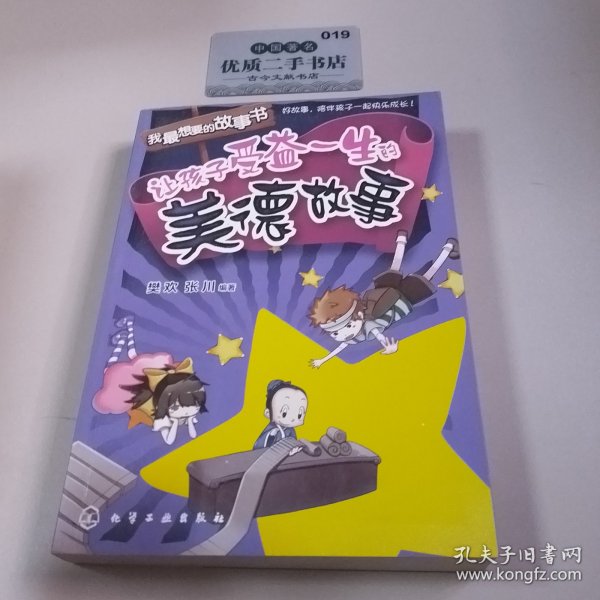 019
中国著名
优质二手书店
古今文献书店
我最想要的故事书
好故事，陪伴孩子一起快乐成长！
让孩子受益一生的
美德故事
樊欢 张川 编著
化学工业出版社
孔夫子旧书网
www.kongfz.com